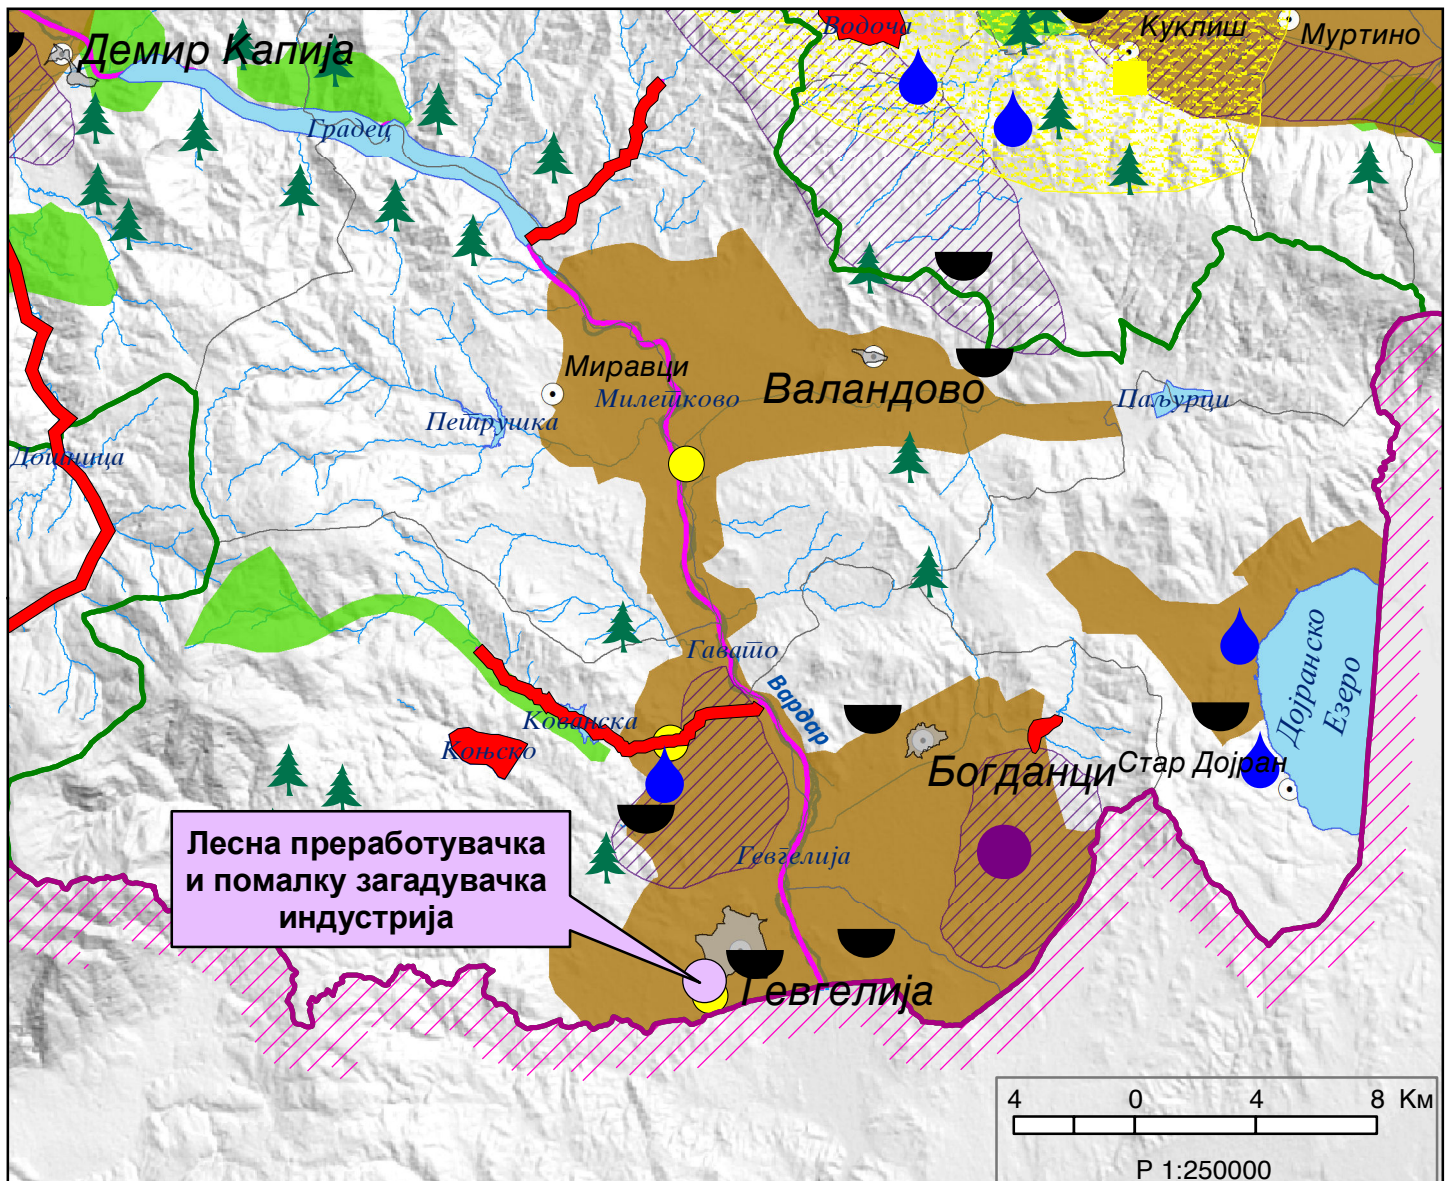 Водоча
Куклиш
Муртино
Демир Капија
Градец
Миравци
Милетково
Валандово
Паљурци
Петрушка
Дошница
Гавато
Вардар
Дојранско
Езеро
Кованска
Коњско
Богданци
Стар Дојран
Лесна преработувачка
и помалку загадувачка
индустрија
Гевгелија
Гевгелија
4 0 4 8 Км
Р 1:250000